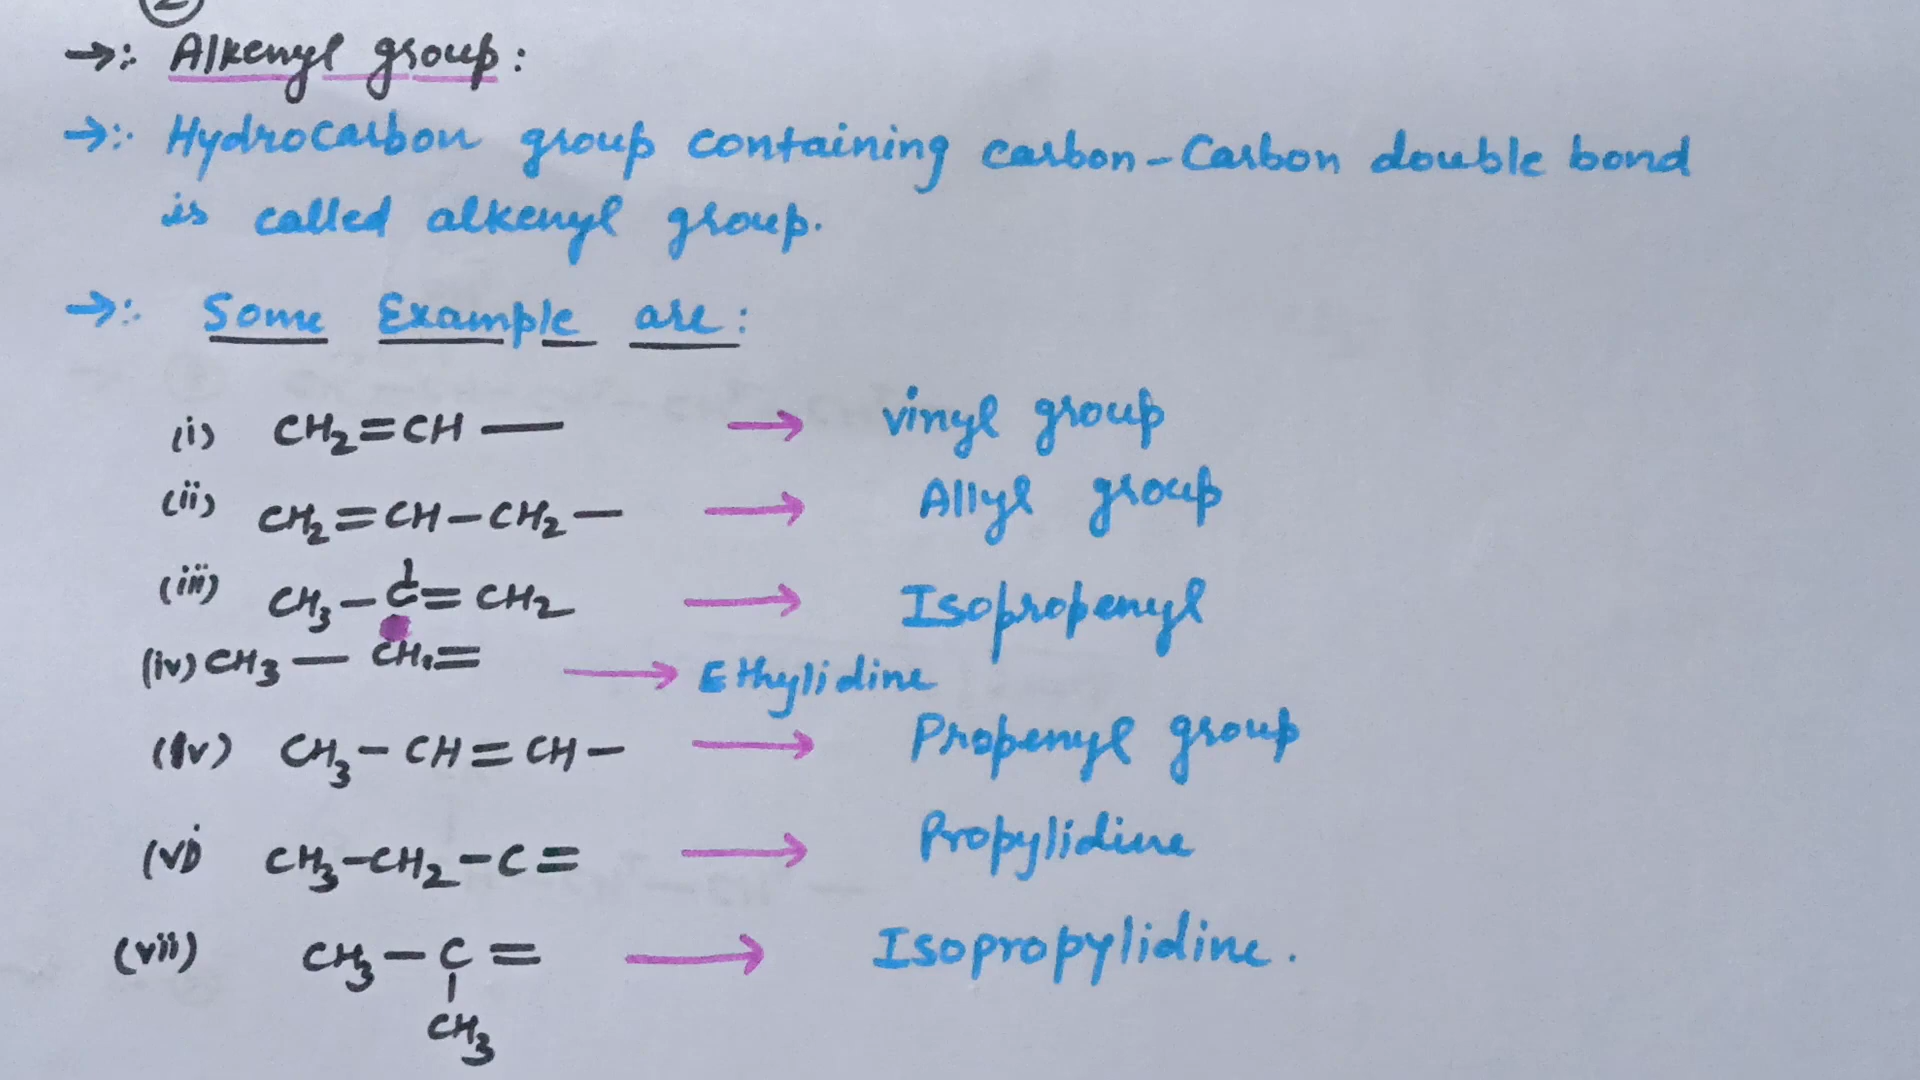 →:. Alkenyl group:
→:. Hydrocarbon group containing carbon-Carbon double bond
is called alkenyl group.
→:. Some Example are:
(i) CH₂=CH— → vinyl group
(ii) CH₂=CH-CH₂- → Allyl group
(iii) CH₃-C=CH₂ → Isopropenyl
(iv) CH₃ — CH= → Ethylidine
(v) CH₃-CH=CH- → Propenyl group
(vi) CH₃-CH₂-C= → Propylidine
(vii) CH₃-C= → Isopropylidine.
CH₃